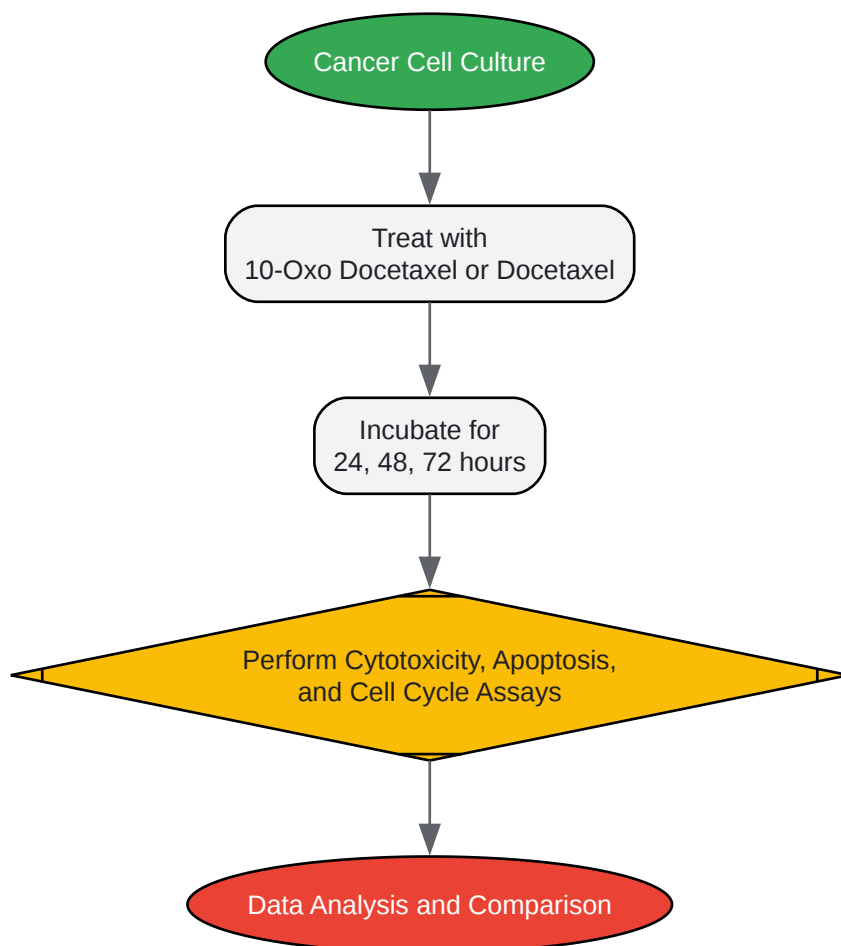 Cancer Cell Culture
Treat with
10-Oxo Docetaxel or Docetaxel
Incubate for
24, 48, 72 hours
Perform Cytotoxicity, Apoptosis,
and Cell Cycle Assays
Data Analysis and Comparison